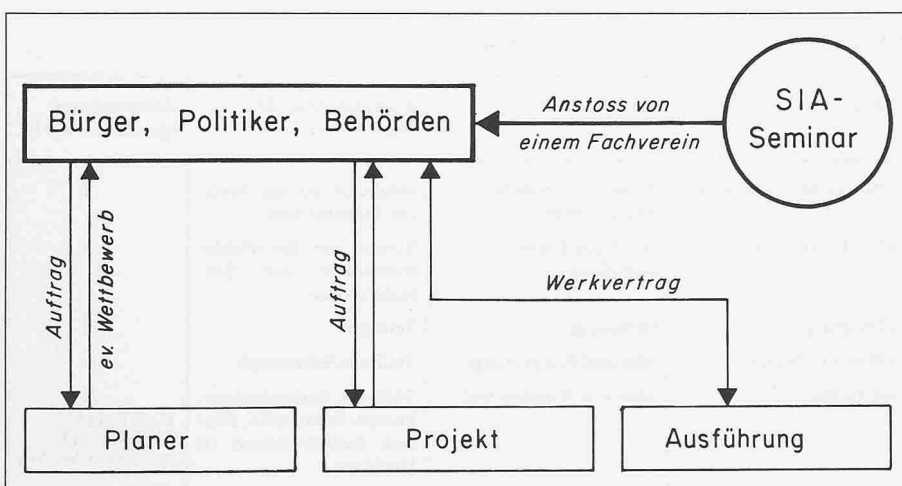 Bürger, Politiker, Behörden
Anstoss von
einem Fachverein
SIA-
Seminar
Auftrag
ev. Wettbewerb
Auftrag
Werkvertrag
Planer
Projekt
Ausführung